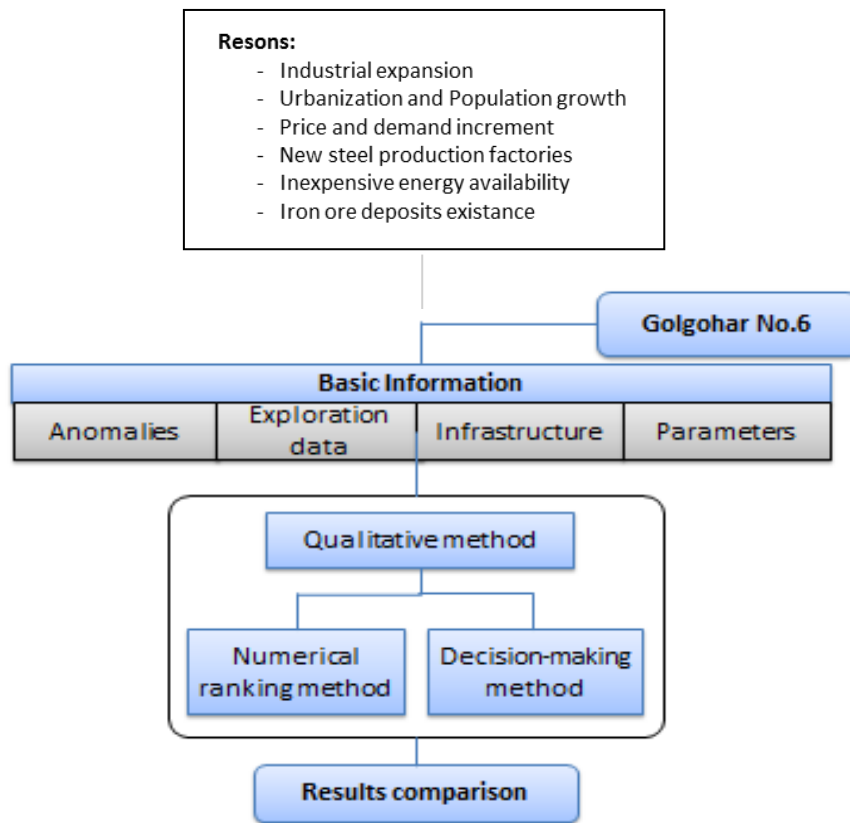 Resons:
- Industrial expansion
- Urbanization and Population growth
- Price and demand increment
- New steel production factories
- Inexpensive energy availability
- Iron ore deposits existance
Golgohar No.6
Basic Information
Anomalies
Exploration
data
Infrastructure
Parameters
Qualitative method
Numerical
ranking method
Decision-making
method
Results comparison